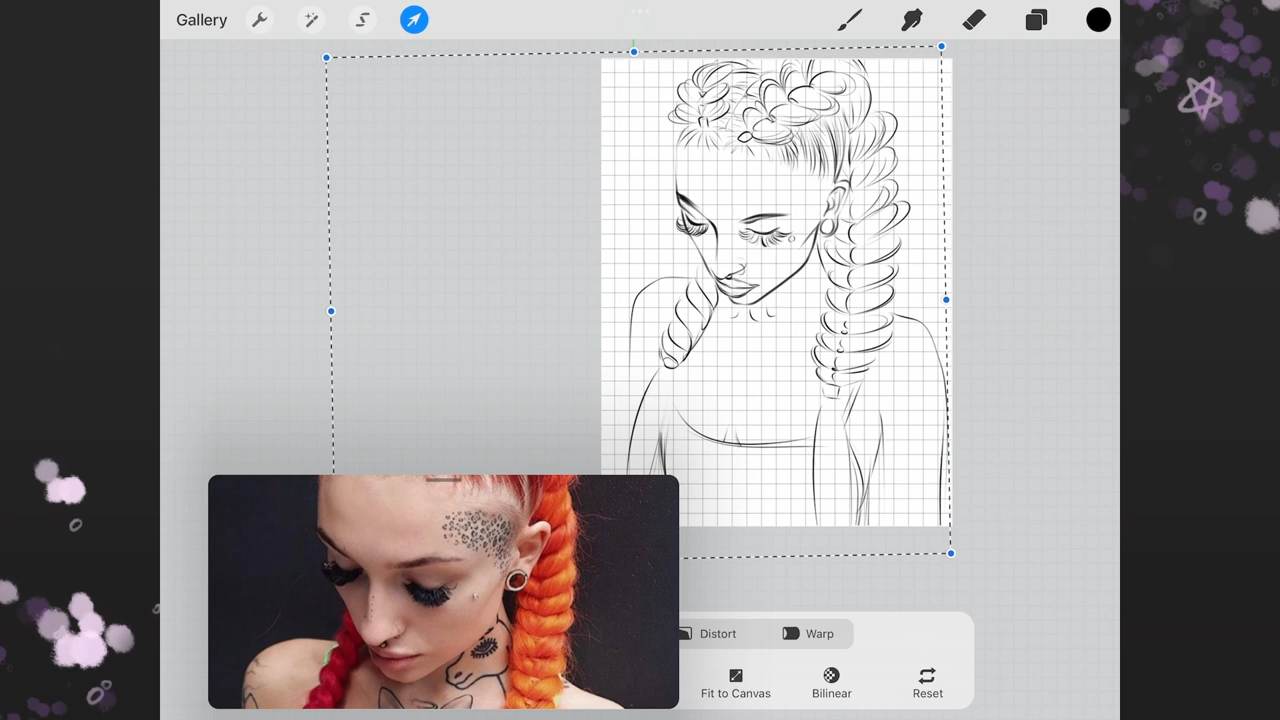 Gallery
Distort
Warp
Fit to Canvas
Bilinear
Reset